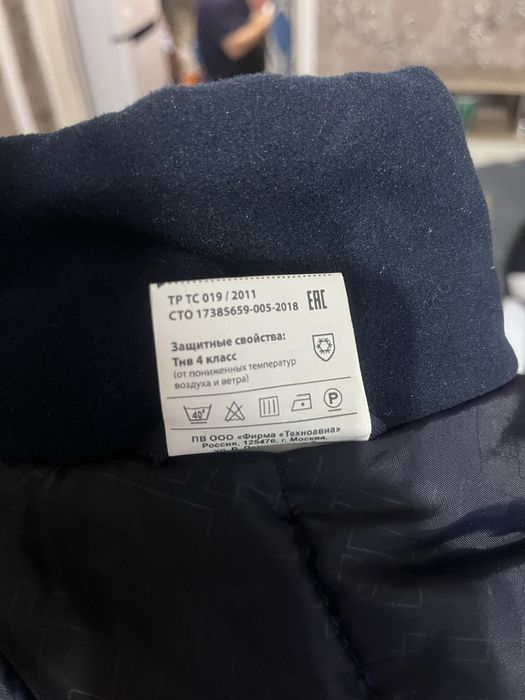 ТР ТС 019 / 2011
EAC
СТО 17385659-005-2018
Защитные свойства:
Тнв 4 класс
(от пониженных температур
воздуха и ветра)
40°
P
ПВ ООО «Фирма «Техноавиа»
Россия, 125476, г. Москва,